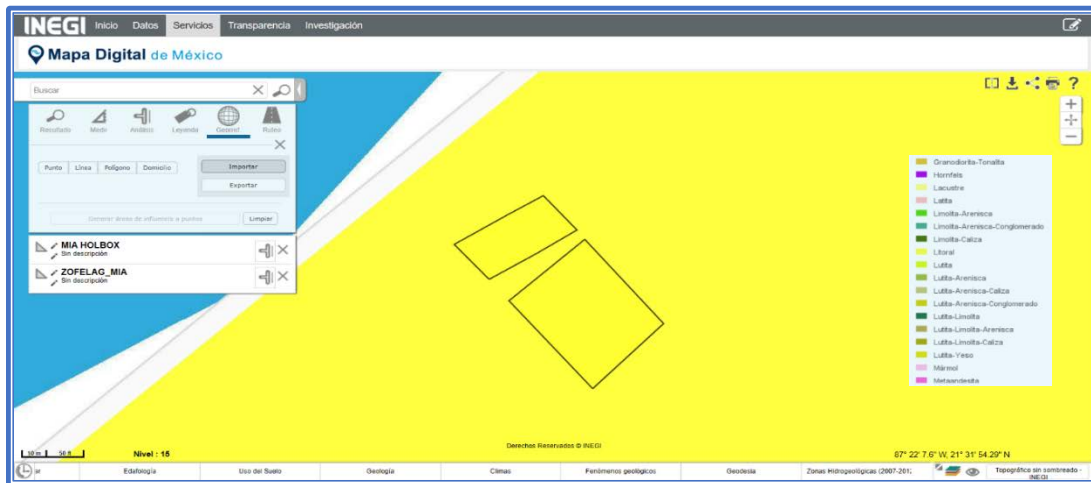 INEGI Inicio Datos Servicios Transparencia Investigación
Mapa Digital de México
Buscar
Resultado Medir Análisis Leyenda Georef. Rutea
Punto Línea Polígono Domicilio Importar
Exportar
Generar áreas de influencia a puntos Limpiar
MIA HOLBOX
Sin descripción
ZOFELAG_MIA
Sin descripción
Granodiorita-Tonalita
Hornfels
Lacustre
Latita
Limolita-Arenisca
Limolita-Arenisca-Conglomerado
Limolita-Caliza
Litoral
Lutita
Lutita-Arenisca
Lutita-Arenisca-Caliza
Lutita-Arenisca-Conglomerado
Lutita-Limolita
Lutita-Limolita-Arenisca
Lutita-Limolita-Caliza
Lutita-Yeso
Mármol
Metaandesita
Derechos Reservados © INEGI
10 m 50 ft Nivel : 15 87° 22' 7.6" W, 21° 31' 54.29" N
Edafología Uso del Suelo Geología Climas Fenómenos geológicos Geodesia Zonas Hidrogeológicas (2007-201 Topográfico sin sombreado -
INEGI